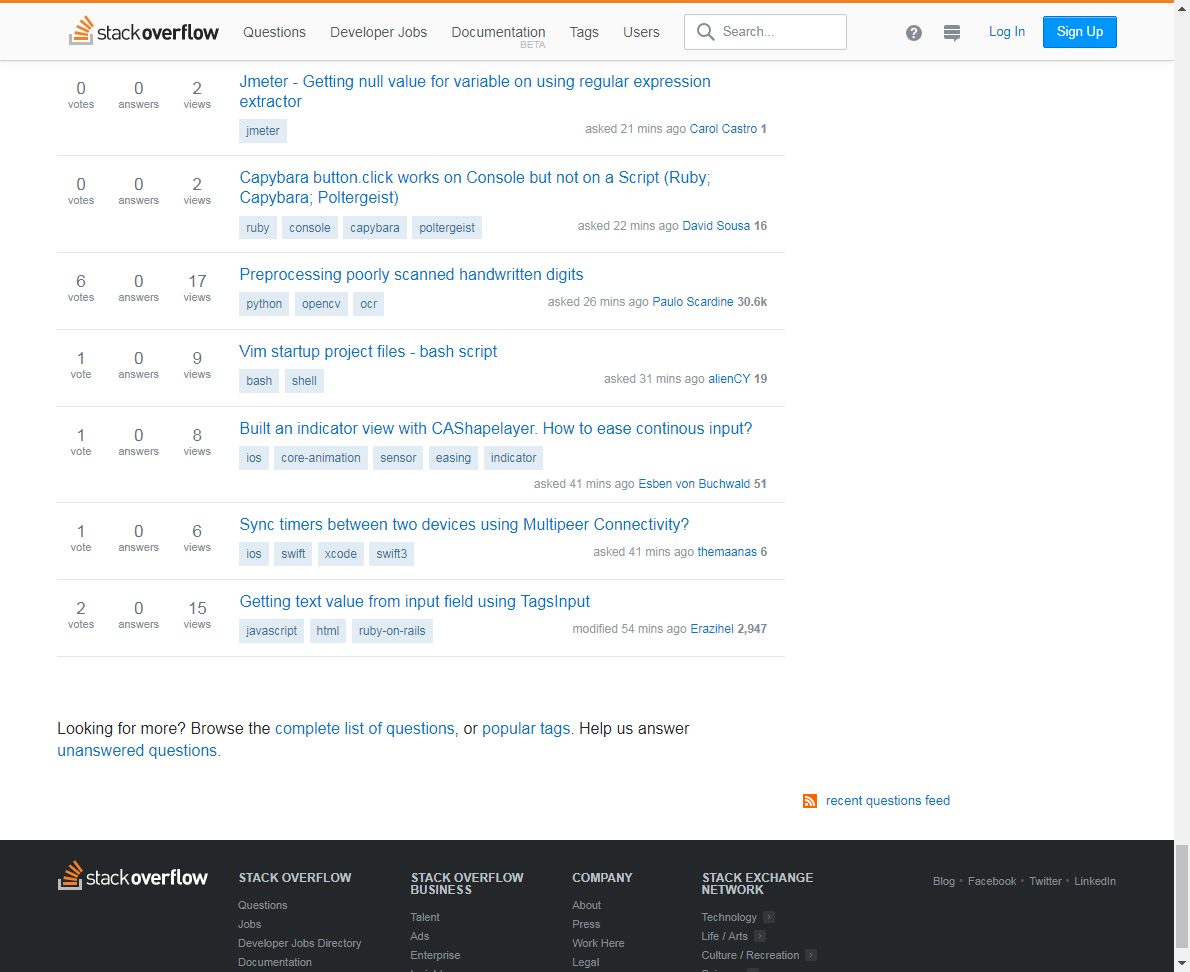 stackoverflow Questions Developer Jobs Documentation BETA Tags Users Search... ? Log In Sign Up
0 votes 0 answers 2 views
Jmeter - Getting null value for variable on using regular expression
extractor
jmeter
asked 21 mins ago Carol Castro 1
0 votes 0 answers 2 views
Capybara button.click works on Console but not on a Script (Ruby;
Capybara; Poltergeist)
ruby console capybara poltergeist
asked 22 mins ago David Sousa 16
6 votes 0 answers 17 views
Preprocessing poorly scanned handwritten digits
python opencv ocr
asked 26 mins ago Paulo Scardine 30.6k
1 vote 0 answers 9 views
Vim startup project files - bash script
bash shell
asked 31 mins ago alienCY 19
1 vote 0 answers 8 views
Built an indicator view with CAShapelayer. How to ease continous input?
ios core-animation sensor easing indicator
asked 41 mins ago Esben von Buchwald 51
1 vote 0 answers 6 views
Sync timers between two devices using Multipeer Connectivity?
ios swift xcode swift3
asked 41 mins ago themaanas 6
2 votes 0 answers 15 views
Getting text value from input field using TagsInput
javascript html ruby-on-rails
modified 54 mins ago Erazihel 2,947
Looking for more? Browse the complete list of questions, or popular tags. Help us answer
unanswered questions.
recent questions feed
stackoverflow
STACK OVERFLOW
Questions
Jobs
Developer Jobs Directory
Documentation
STACK OVERFLOW
BUSINESS
Talent
Ads
Enterprise
COMPANY
About
Press
Work Here
Legal
STACK EXCHANGE
NETWORK
Technology
Life / Arts
Culture / Recreation
Blog • Facebook • Twitter • LinkedIn